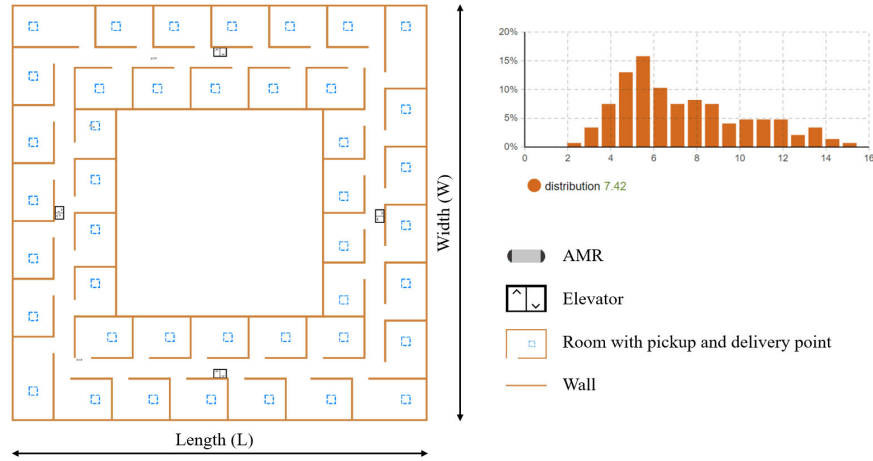 20%
15%
10%
5%
0%
0 2 4 6 8 10 12 14 16
distribution 7.42
Width (W)
AMR
Elevator
Room with pickup and delivery point
Wall
Length (L)